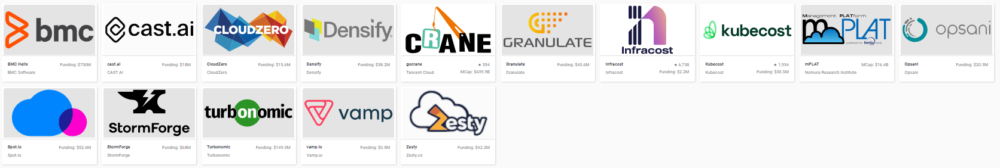 bmc
BMC Helix
Funding: $750M
BMC Software
cast.ai
cast.ai
Funding: $18M
CAST AI
CLOUDZERO
CloudZero
Funding: $15.6M
CloudZero
Densify
Densify
Funding: $38.2M
Densify
CRANE
gocrane
★ 594
Tencent Cloud
MCap: $439.9B
GRANULATE
Granulate
Funding: $45.6M
Granulate
Infracost
Infracost
★ 6,738
Infracost
Funding: $2.2M
kubecost
Kubecost
★ 1,934
Kubecost
Funding: $30.5M
Management PLATform
mPLAT
powered by Senju Family
mPLAT
MCap: $16.4B
Nomura Research Institute
opsani
Opsani
Funding: $20.3M
Opsani
Spot.io
Funding: $52.6M
Spot.io
StormForge
StormForge
Funding: $68M
StormForge
turbonomic
Turbonomic
Funding: $149.5M
Turbonomic
vamp
vamp.io
Funding: $3.5M
Vamp.io
Zesty
Zesty
Funding: $42.2M
Zesty.co